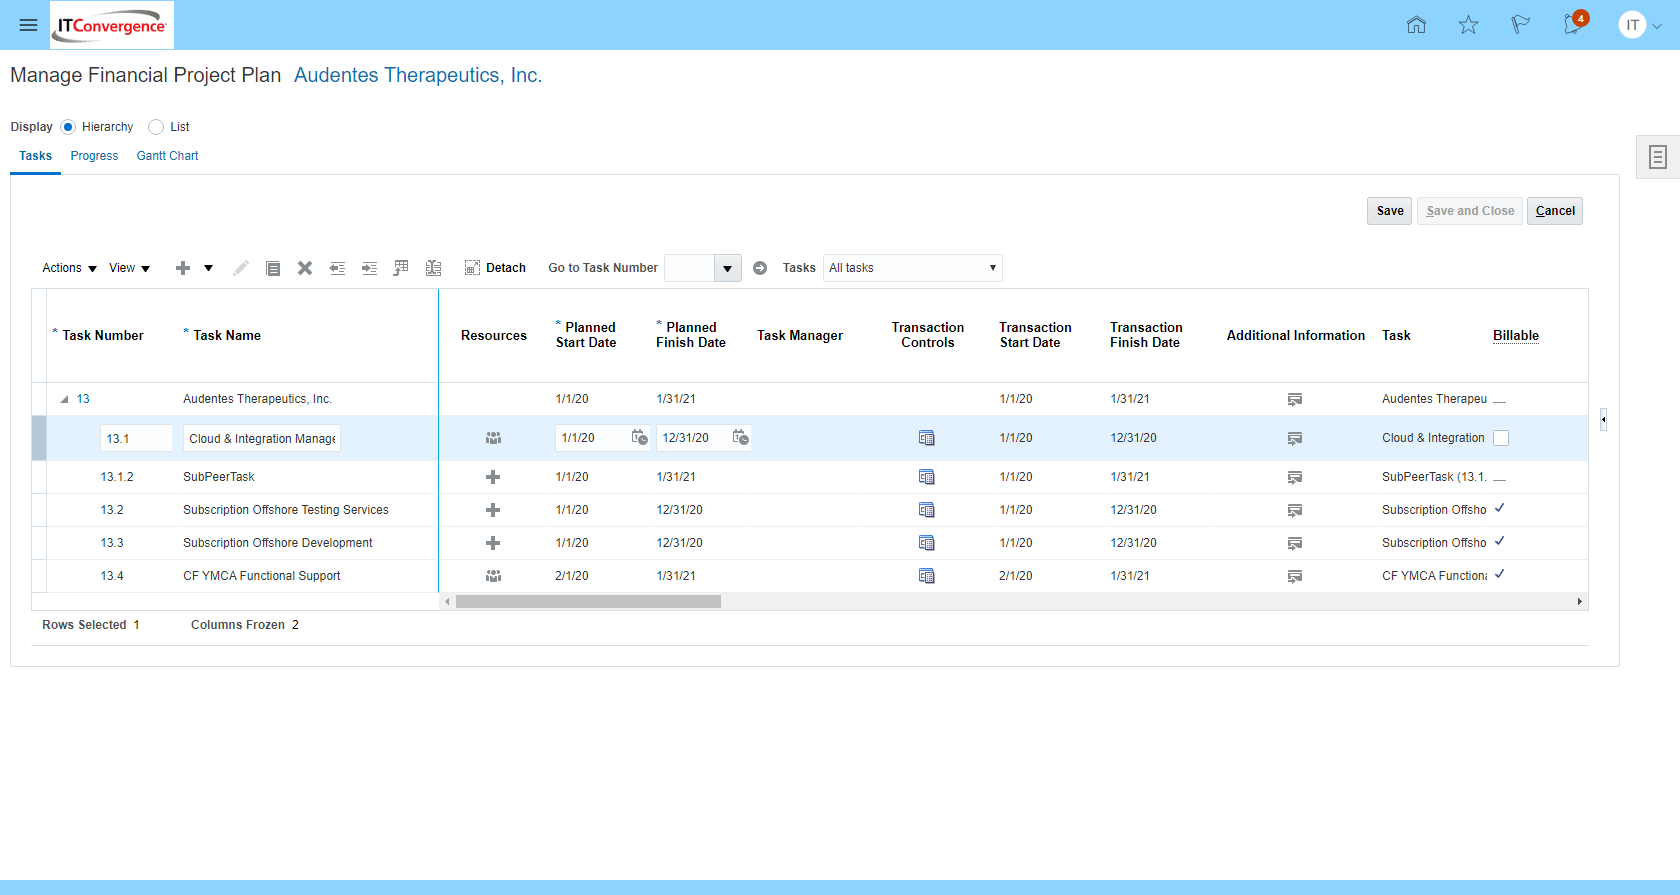 ITConvergence
4
IT
Manage Financial Project Plan Audentes Therapeutics, Inc.
Display Hierarchy List
Tasks Progress Gantt Chart
Save Save and Close Cancel
Actions View Detach Go to Task Number Tasks All tasks
* Task Number * Task Name Resources * Planned Start Date * Planned Finish Date Task Manager Transaction Controls Transaction Start Date Transaction Finish Date Additional Information Task Billable
13 Audentes Therapeutics, Inc. 1/1/20 1/31/21 1/1/20 1/31/21 Audentes Therapeu
13.1 Cloud & Integration Manage 1/1/20 12/31/20 1/1/20 12/31/20 Cloud & Integration
13.1.2 SubPeerTask 1/1/20 1/31/21 1/1/20 1/31/21 SubPeerTask (13.1.
13.2 Subscription Offshore Testing Services 1/1/20 12/31/20 1/1/20 12/31/20 Subscription Offsho
13.3 Subscription Offshore Development 1/1/20 12/31/20 1/1/20 12/31/20 Subscription Offsho
13.4 CF YMCA Functional Support 2/1/20 1/31/21 2/1/20 1/31/21 CF YMCA Functiona
Rows Selected 1 Columns Frozen 2